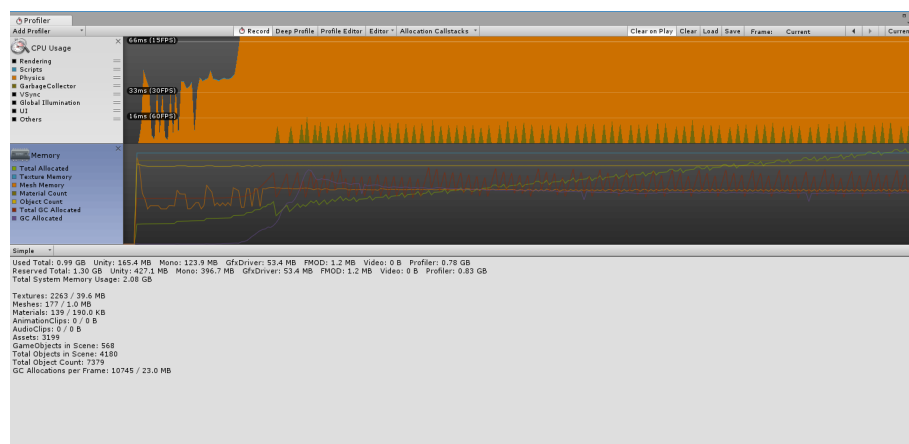 Profiler
Add Profiler Record Deep Profile Profile Editor Editor Allocation Callstacks Clear on Play Clear Load Save Frame: Current Curren
CPU Usage
Rendering
Scripts
Physics
GarbageCollector
VSync
Global Illumination
UI
Others
66ms (15FPS)
33ms (30FPS)
16ms (60FPS)
Memory
Total Allocated
Texture Memory
Mesh Memory
Material Count
Object Count
Total GC Allocated
GC Allocated
Simple
Used Total: 0.99 GB Unity: 165.4 MB Mono: 123.9 MB GfxDriver: 53.4 MB FMOD: 1.2 MB Video: 0 B Profiler: 0.78 GB
Reserved Total: 1.30 GB Unity: 427.1 MB Mono: 396.7 MB GfxDriver: 53.4 MB FMOD: 1.2 MB Video: 0 B Profiler: 0.83 GB
Total System Memory Usage: 2.08 GB
Textures: 2263 / 39.6 MB
Meshes: 177 / 1.0 MB
Materials: 139 / 190.0 KB
AnimationClips: 0 / 0 B
AudioClips: 0 / 0 B
Assets: 3199
GameObjects in Scene: 568
Total Objects in Scene: 4180
Total Object Count: 7379
GC Allocations per Frame: 10745 / 23.0 MB